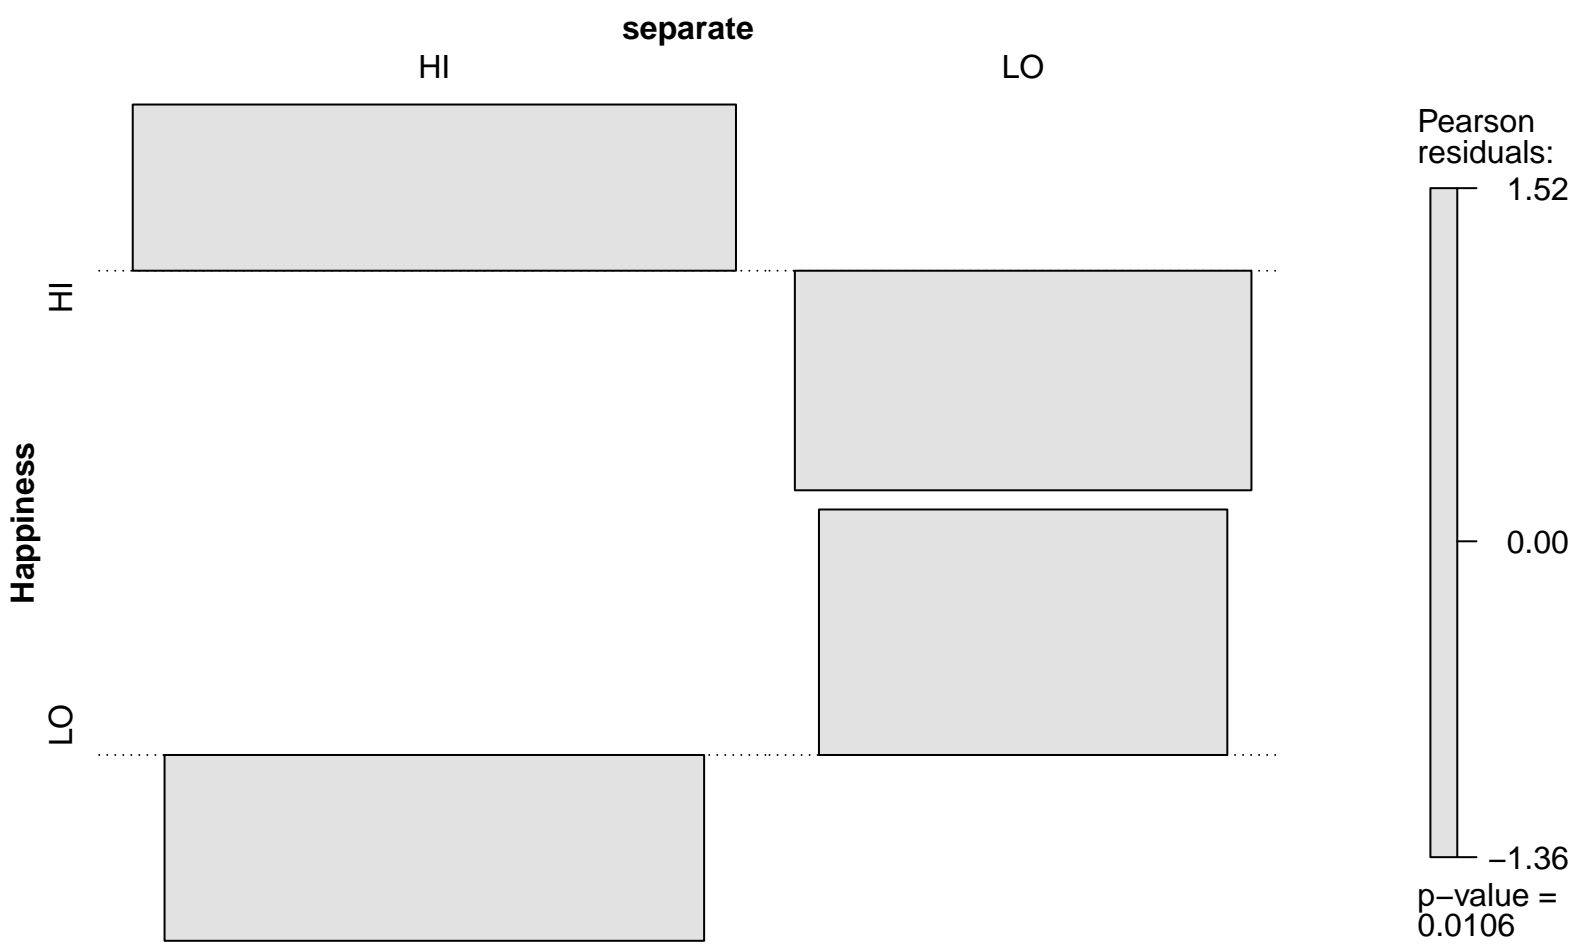 separate
HI
LO
HI
Happiness
LO
Pearson
residuals:
1.52
0.00
−1.36
p−value =
0.0106